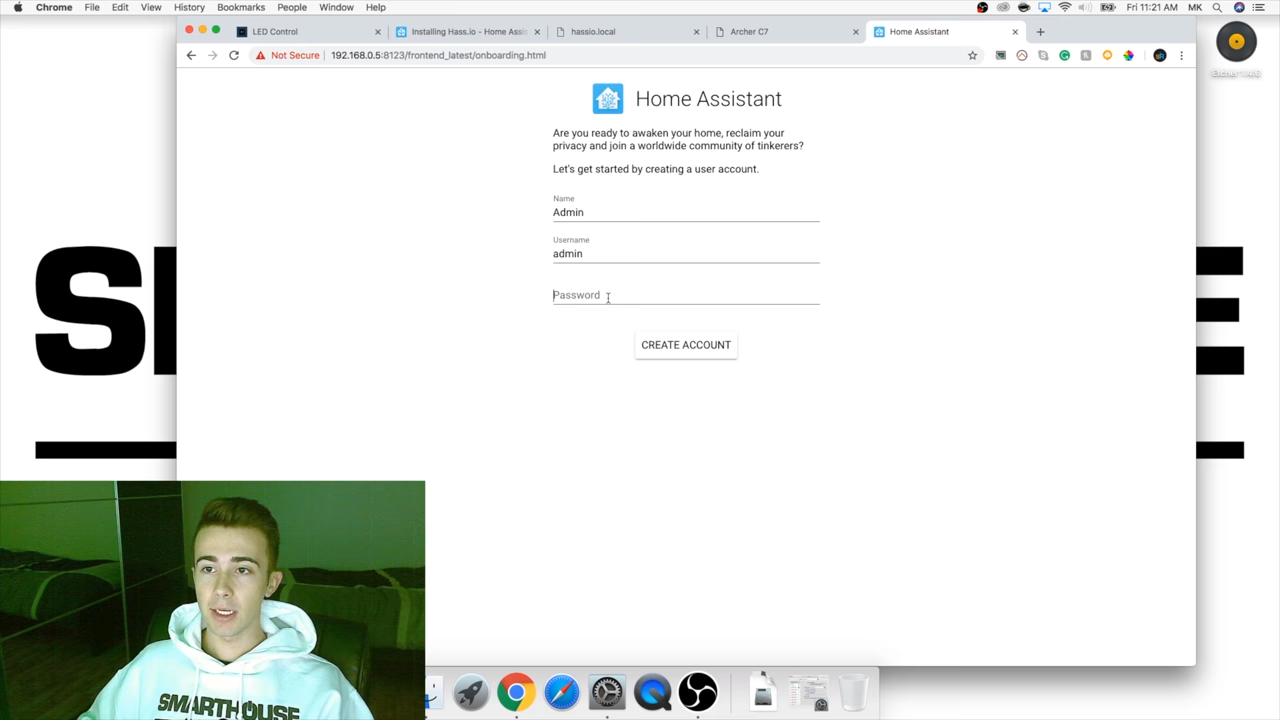 Chrome File Edit View History Bookmarks People Window Help
Fri 11:21 AM MK
LED Control
Installing Hass.io - Home Assis
hassio.local
Archer C7
Home Assistant
Not Secure 192.168.0.5:8123/frontend_latest/onboarding.html
Home Assistant
Are you ready to awaken your home, reclaim your
privacy and join a worldwide community of tinkerers?
Let's get started by creating a user account.
Name
Admin
Username
admin
Password
CREATE ACCOUNT
S
E
SMARTHOUSE